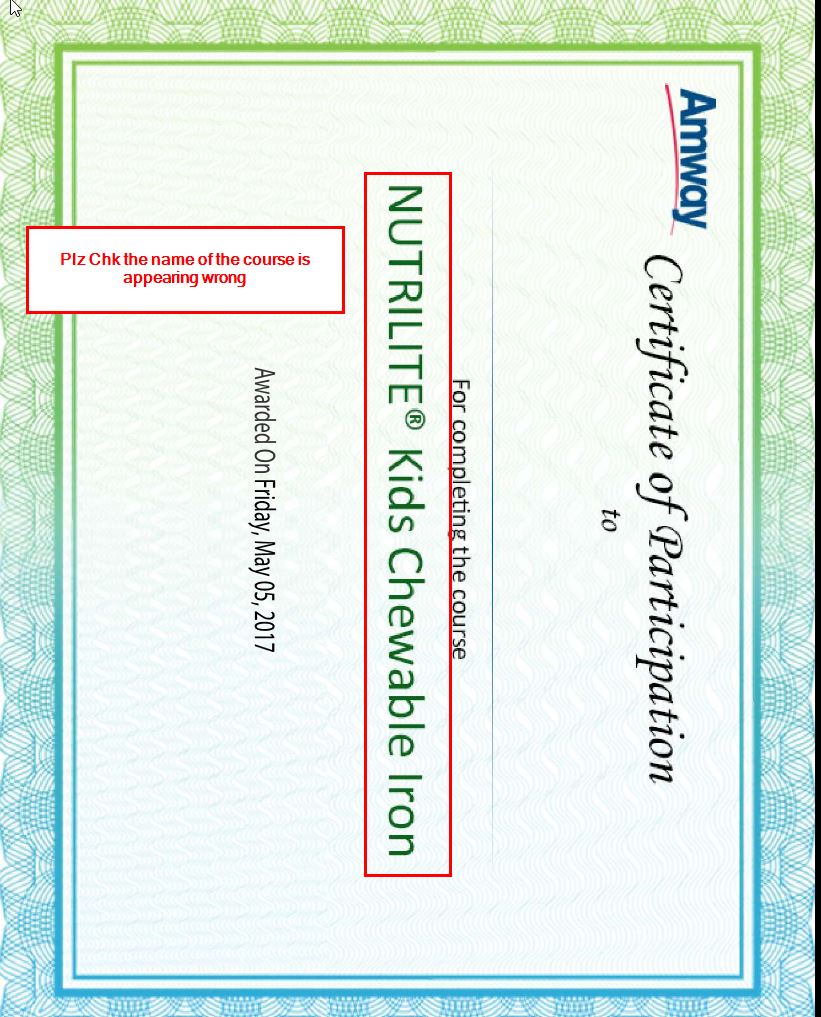 Amway
Certificate of Participation
to
For completing the course
NUTRILITE® Kids Chewable Iron
Awarded On Friday, May 05, 2017
Plz Chk the name of the course is
appearing wrong